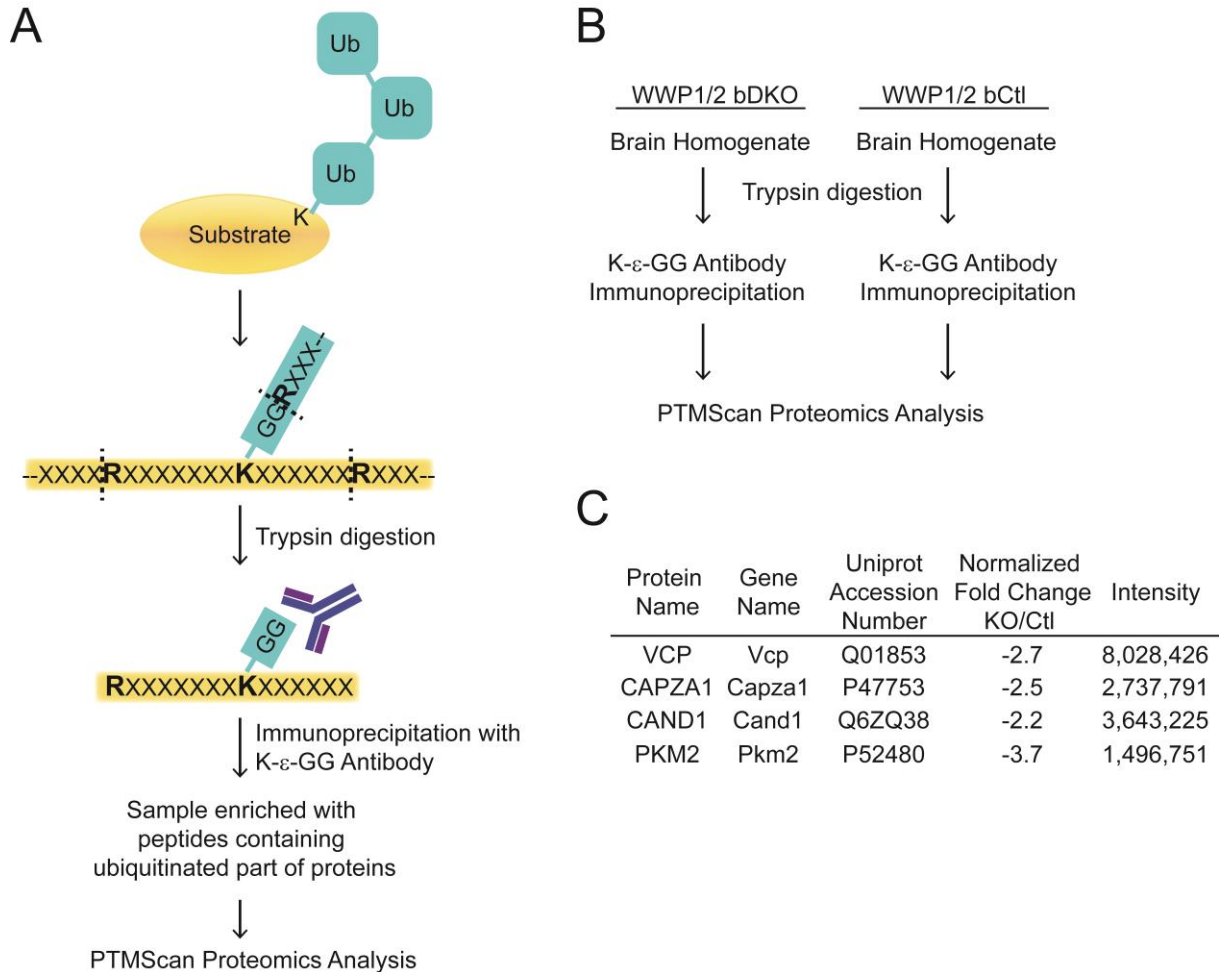 A
Ub
Ub
Ub
K
Substrate
GGRXXX--
--XXXXRXXXXXXXKXXXXXXRXXX--
Trypsin digestion
GG
RXXXXXXXKXXXXXX
Immunoprecipitation with
K-ε-GG Antibody
Sample enriched with
peptides containing
ubiquitinated part of proteins
PTMScan Proteomics Analysis
B
WWP1/2 bDKO WWP1/2 bCtl
Brain Homogenate Brain Homogenate
Trypsin digestion
K-ε-GG Antibody K-ε-GG Antibody
Immunoprecipitation Immunoprecipitation
PTMScan Proteomics Analysis
C
Protein Name Gene Name Uniprot Accession Number Normalized Fold Change KO/Ctl Intensity
VCP Vcp Q01853 -2.7 8,028,426
CAPZA1 Capza1 P47753 -2.5 2,737,791
CAND1 Cand1 Q6ZQ38 -2.2 3,643,225
PKM2 Pkm2 P52480 -3.7 1,496,751